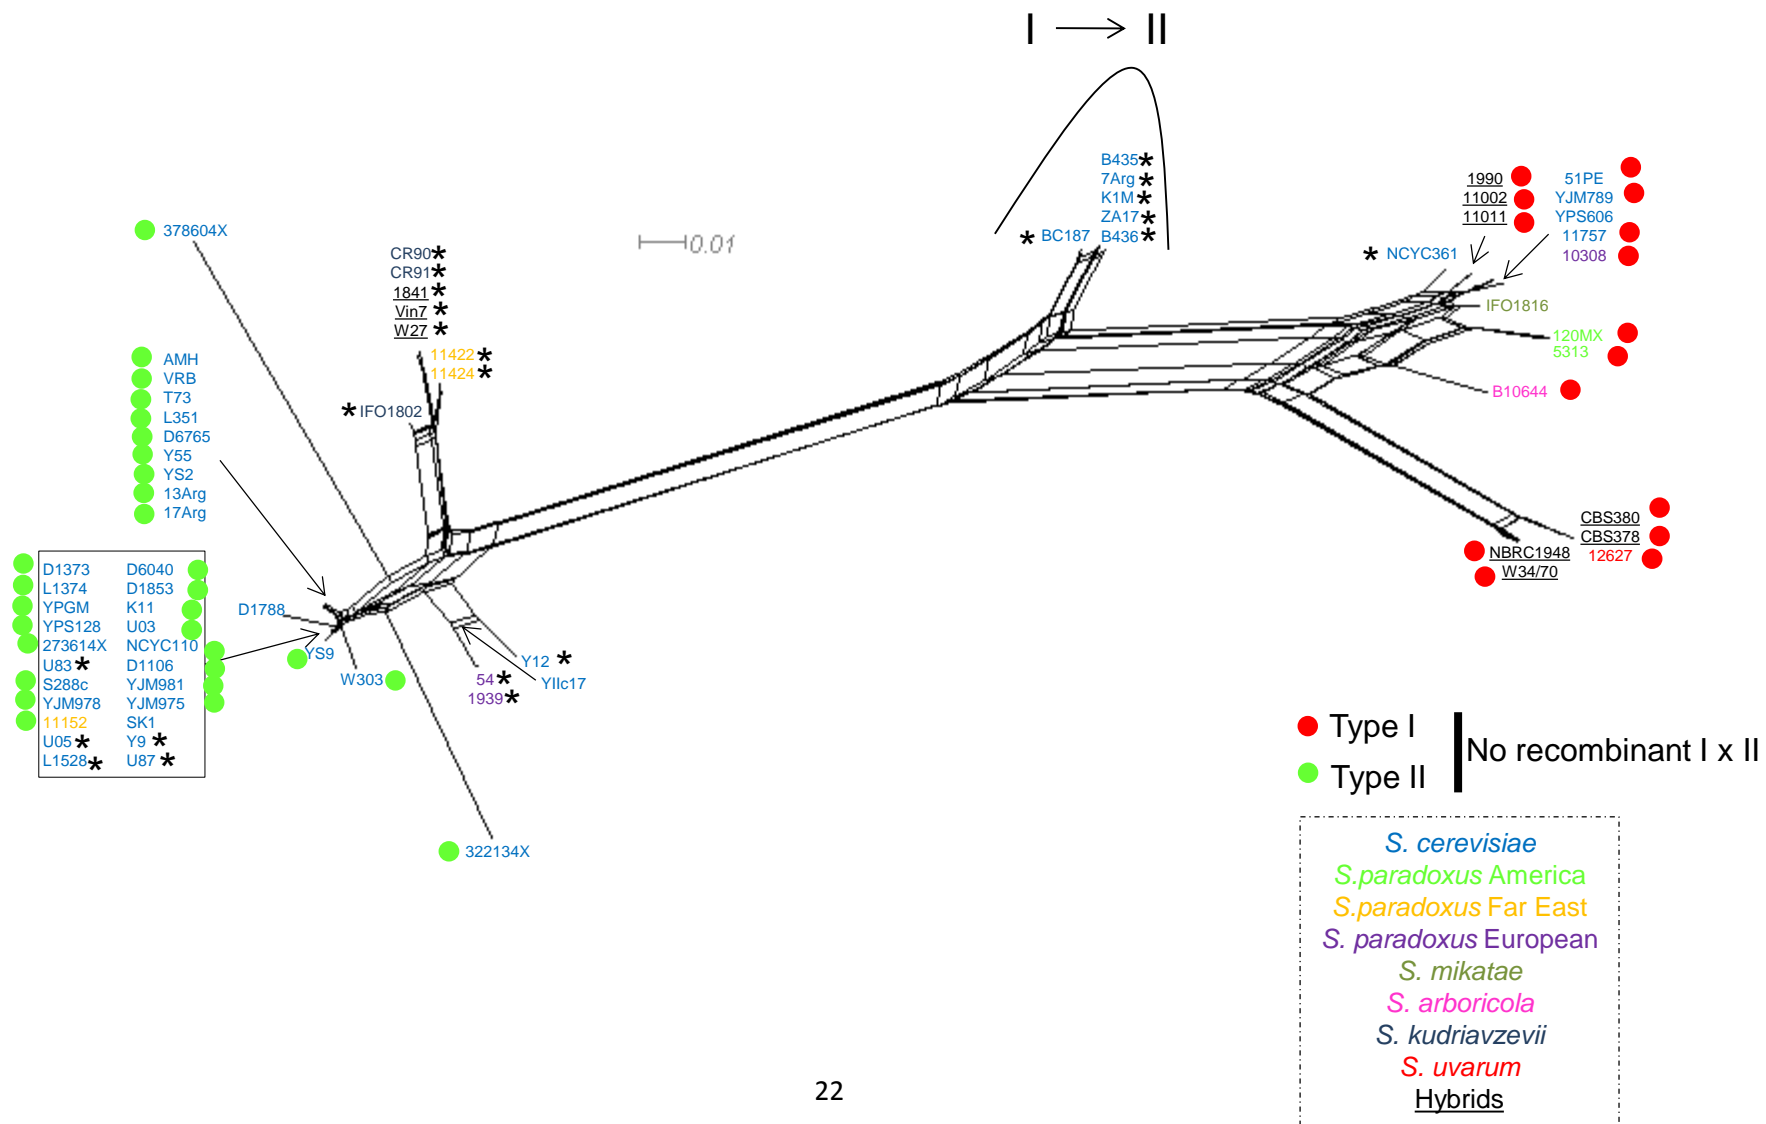 I → II
B435*
7Arg*
K1M*
ZA17*
* BC187 B436*
0.01
378604X
CR90*
CR91*
1841*
Vin7*
W27*
11422*
11424*
*IFO1802
AMH
VRB
T73
L351
D6765
Y55
YS2
13Arg
17Arg
D1373 D6040
L1374 D1853
YPGM K11
YPS128 U03
273614X NCYC110
U83* D1106
S288c YJM981
YJM978 YJM975
11152 SK1
U05* Y9*
L1528* U87*
D1788
YS9
W303
54*
1939*
Y12 *
YIIc17
322134X
1990
11002
11011
51PE
YJM789
YPS606
11757
10308
* NCYC361
IFO1816
120MX
5313
B10644
CBS380
CBS378
12627
NBRC1948
W34/70
Type I
Type II
No recombinant I x II
S. cerevisiae
S.paradoxus America
S.paradoxus Far East
S. paradoxus European
S. mikatae
S. arboricola
S. kudriavzevii
S. uvarum
Hybrids
22